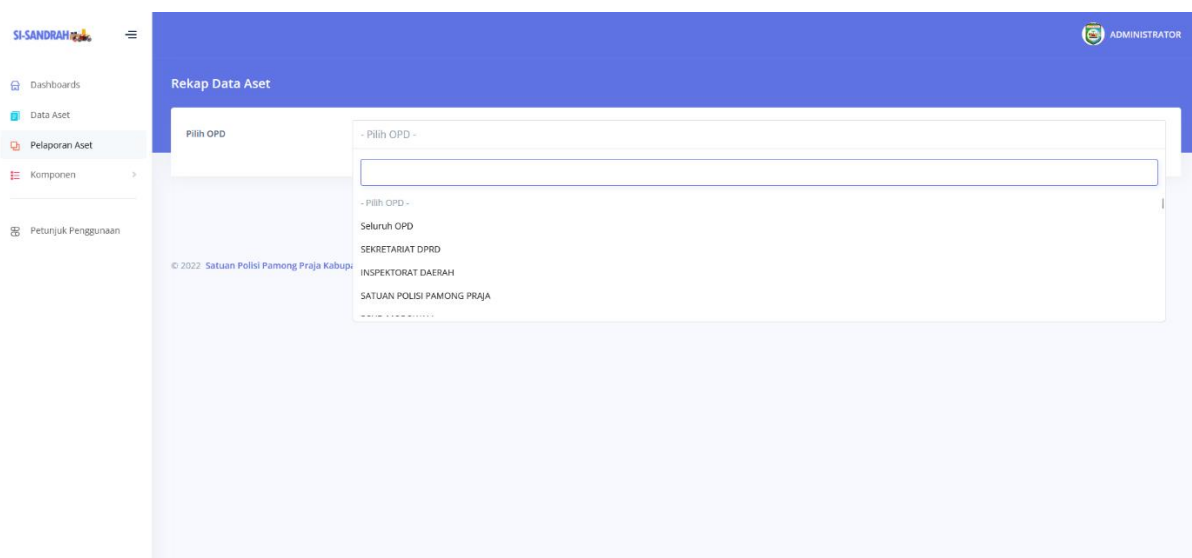 SI-SANDRAH
ADMINISTRATOR
Dashboards
Data Aset
Pelaporan Aset
Komponen
Petunjuk Penggunaan
Rekap Data Aset
Pilih OPD
- Pilih OPD -
- Pilih OPD -
Seluruh OPD
SEKRETARIAT DPRD
INSPEKTORAT DAERAH
SATUAN POLISI PAMONG PRAJA
© 2022 Satuan Polisi Pamong Praja